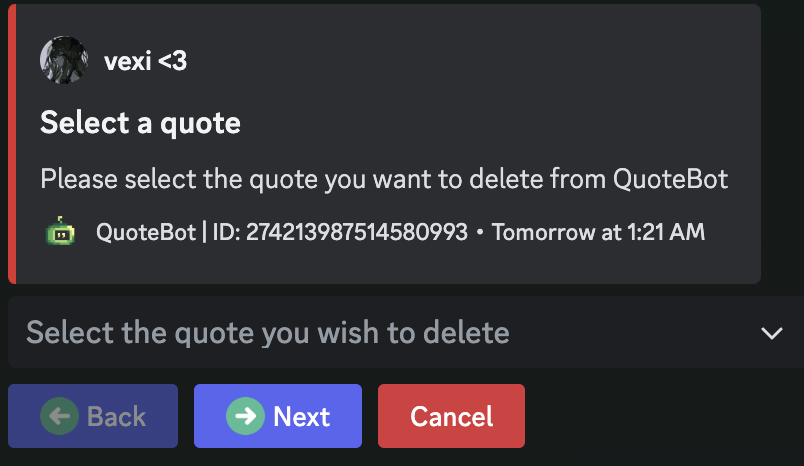 vexi <3
Select a quote
Please select the quote you want to delete from QuoteBot
QuoteBot | ID: 274213987514580993 • Tomorrow at 1:21 AM
Select the quote you wish to delete
Back Next Cancel